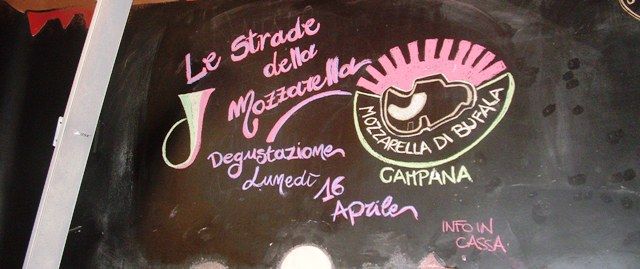 Le Strade
della
Mozzarella
Degustazione
Lunedì 16
Aprile
MOZZARELLA DI BUFALA
CAMPANA
INFO IN
CASSA